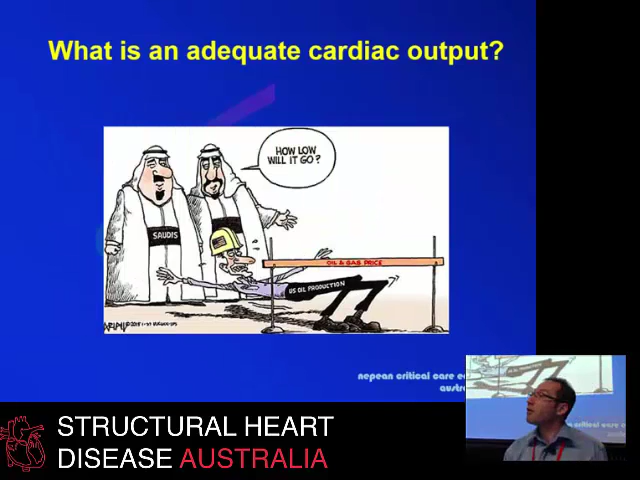 What is an adequate cardiac output?
HOW LOW
WILL IT GO?
SAUDIS
OIL & GAS PRICE
US OIL PRODUCTION
nepean critical care e
austra
STRUCTURAL HEART
DISEASE AUSTRALIA